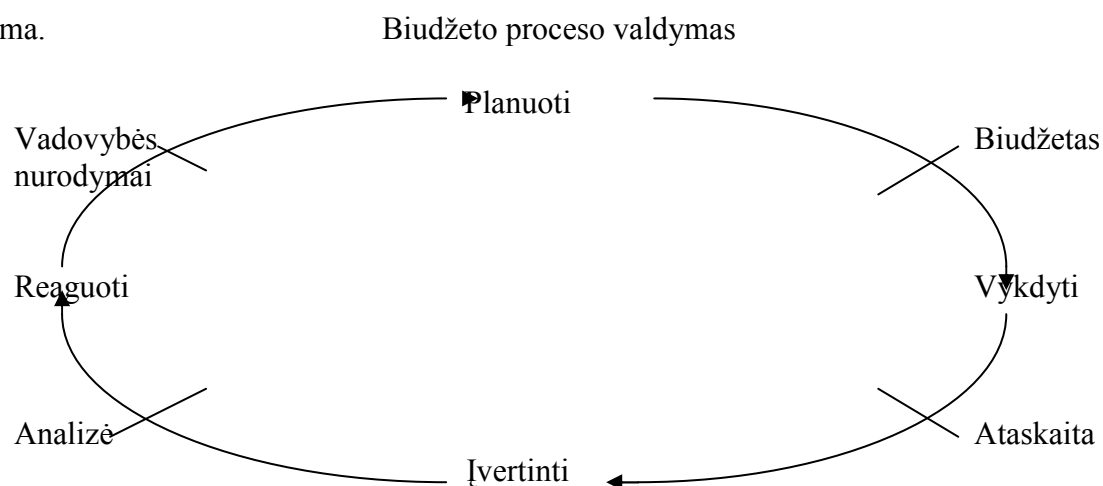 ma.
Biudžeto proceso valdymas
Planuoti
Vadovybės
nurodymai
Biudžetas
Reaguoti
Vykdyti
Analizė
Ataskaita
Įvertinti